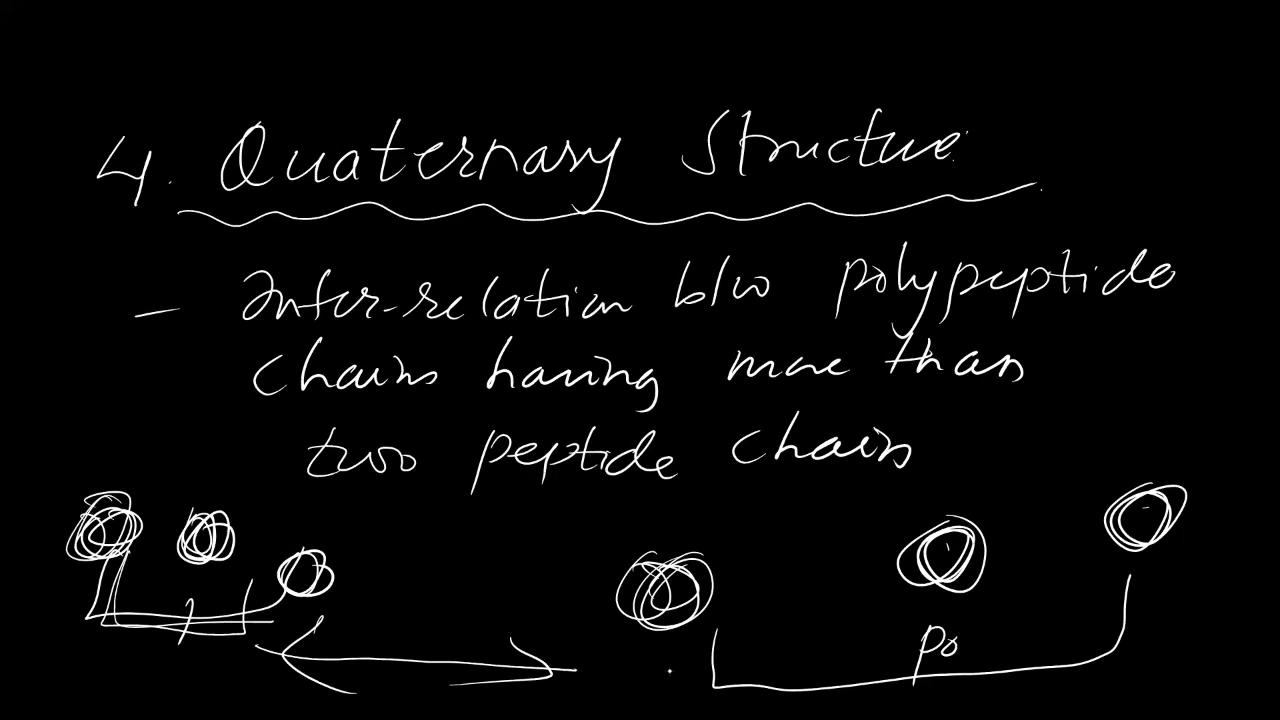 4. Quaternary Structure
- Inter-relation b/w polypeptide
chains having more than
two peptide chains
po